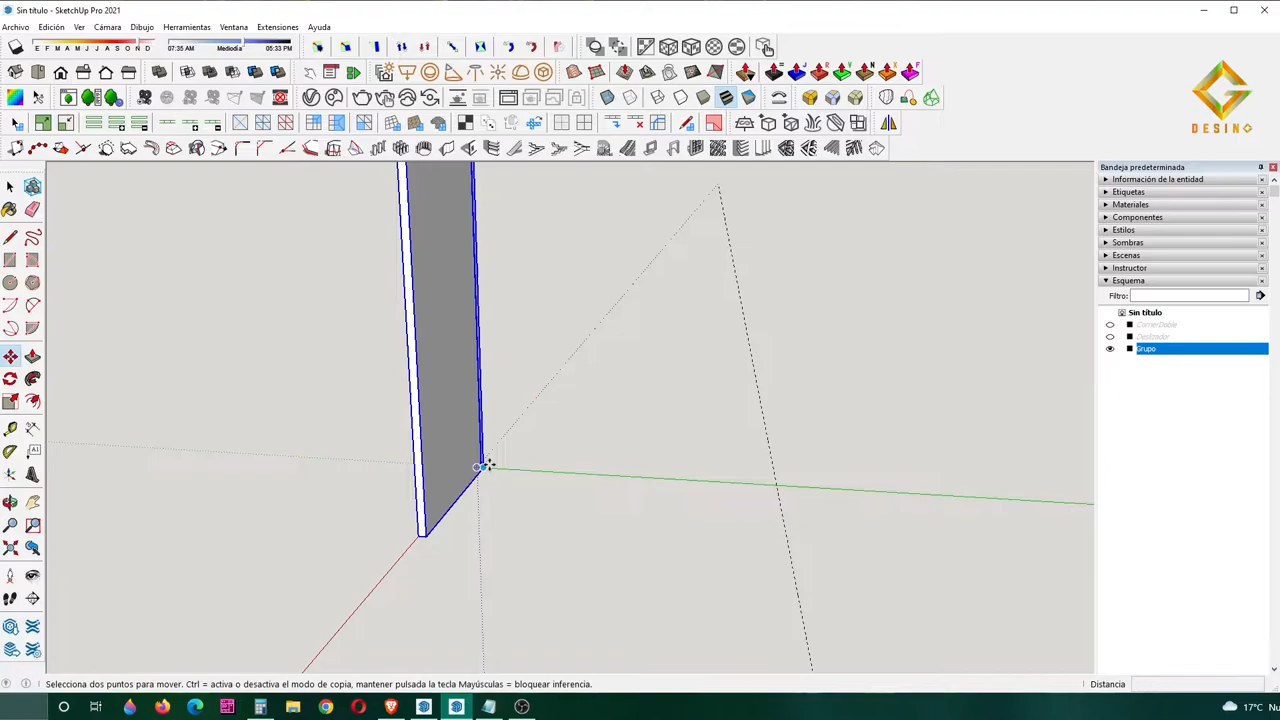 Sin título - SketchUp Pro 2021
Archivo Edición Ver Cámara Dibujo Herramientas Ventana Extensiones Ayuda
E F M A M J J A S O N D 07:35 AM Mediodía 05:33 PM
DESINO
Bandeja predeterminada
Información de la entidad
Etiquetas
Materiales
Componentes
Estilos
Sombras
Escenas
Instructor
Esquema
Filtro:
Sin título
CornerDoble
Deslizador
Grupo
Selecciona dos puntos para mover. Ctrl = activa o desactiva el modo de copia, mantener pulsada la tecla Mayúsculas = bloquear inferencia.
Distancia
17°C